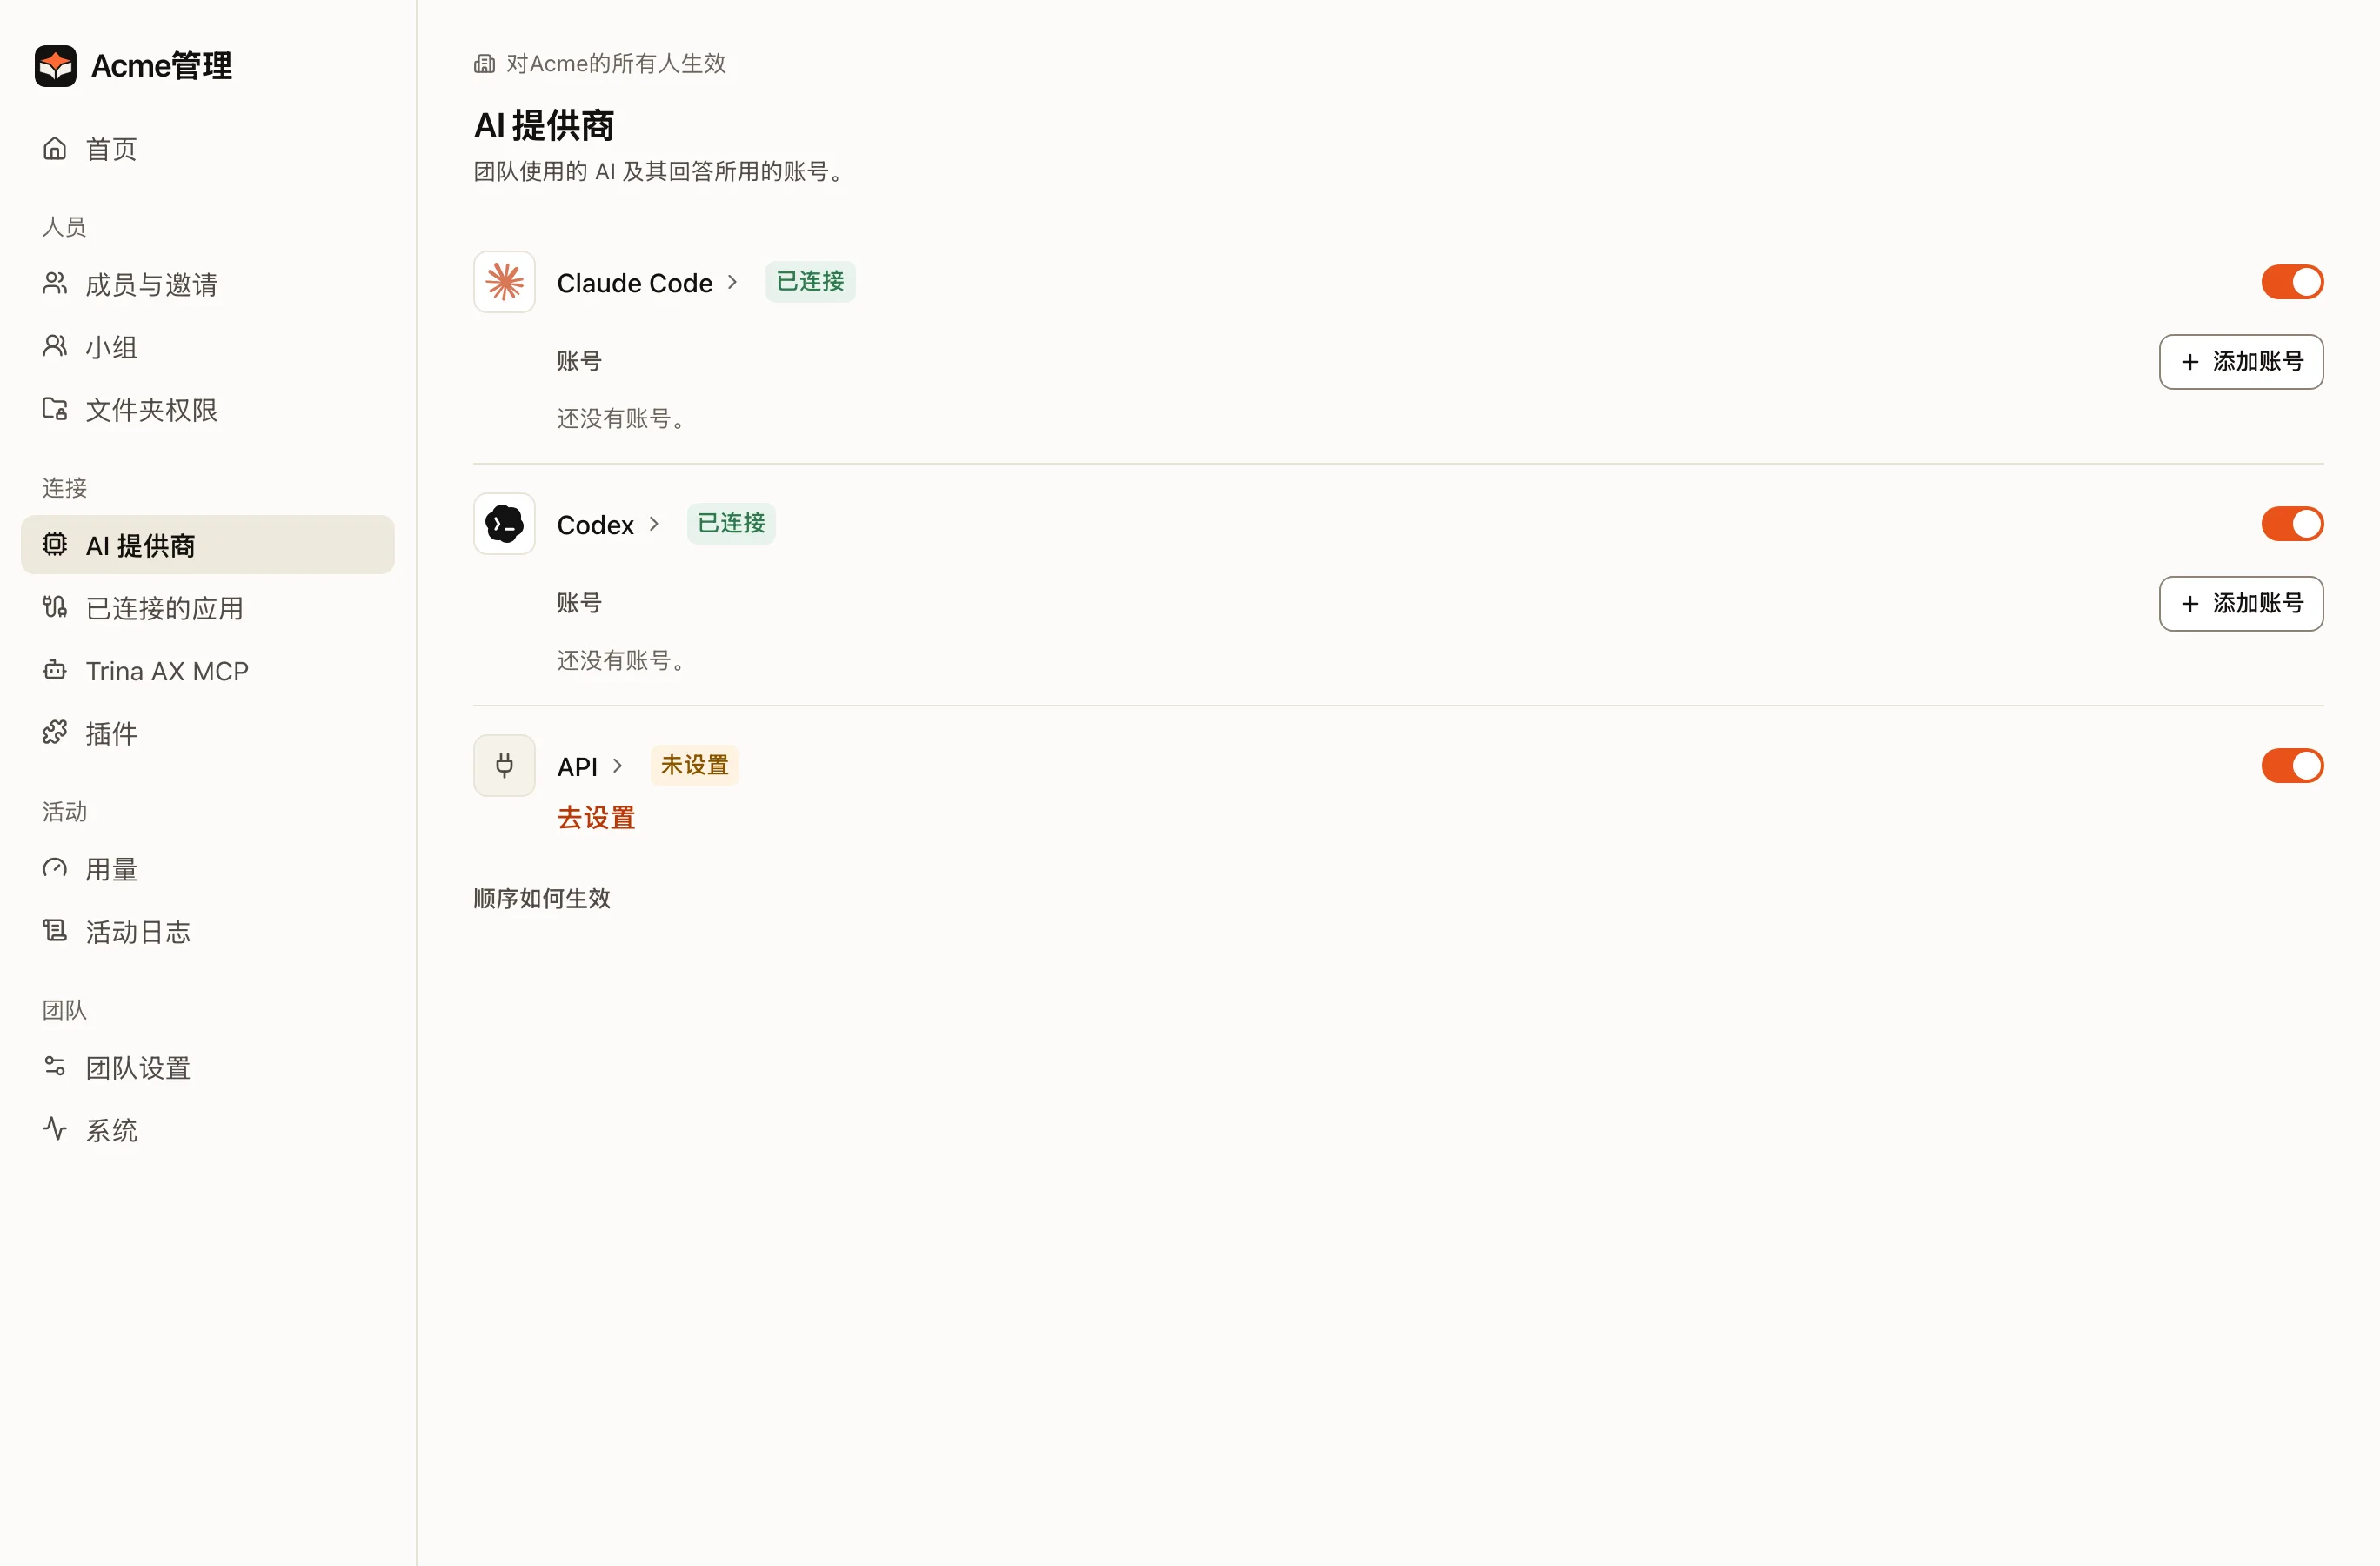 Acme管理
首页
人员
成员与邀请
小组
文件夹权限
连接
AI 提供商
已连接的应用
Trina AX MCP
插件
活动
用量
活动日志
团队
团队设置
系统
对Acme的所有人生效
AI 提供商
团队使用的 AI 及其回答所用的账号。
Claude Code 已连接
账号
添加账号
还没有账号。
Codex 已连接
账号
添加账号
还没有账号。
API 未设置
去设置
顺序如何生效